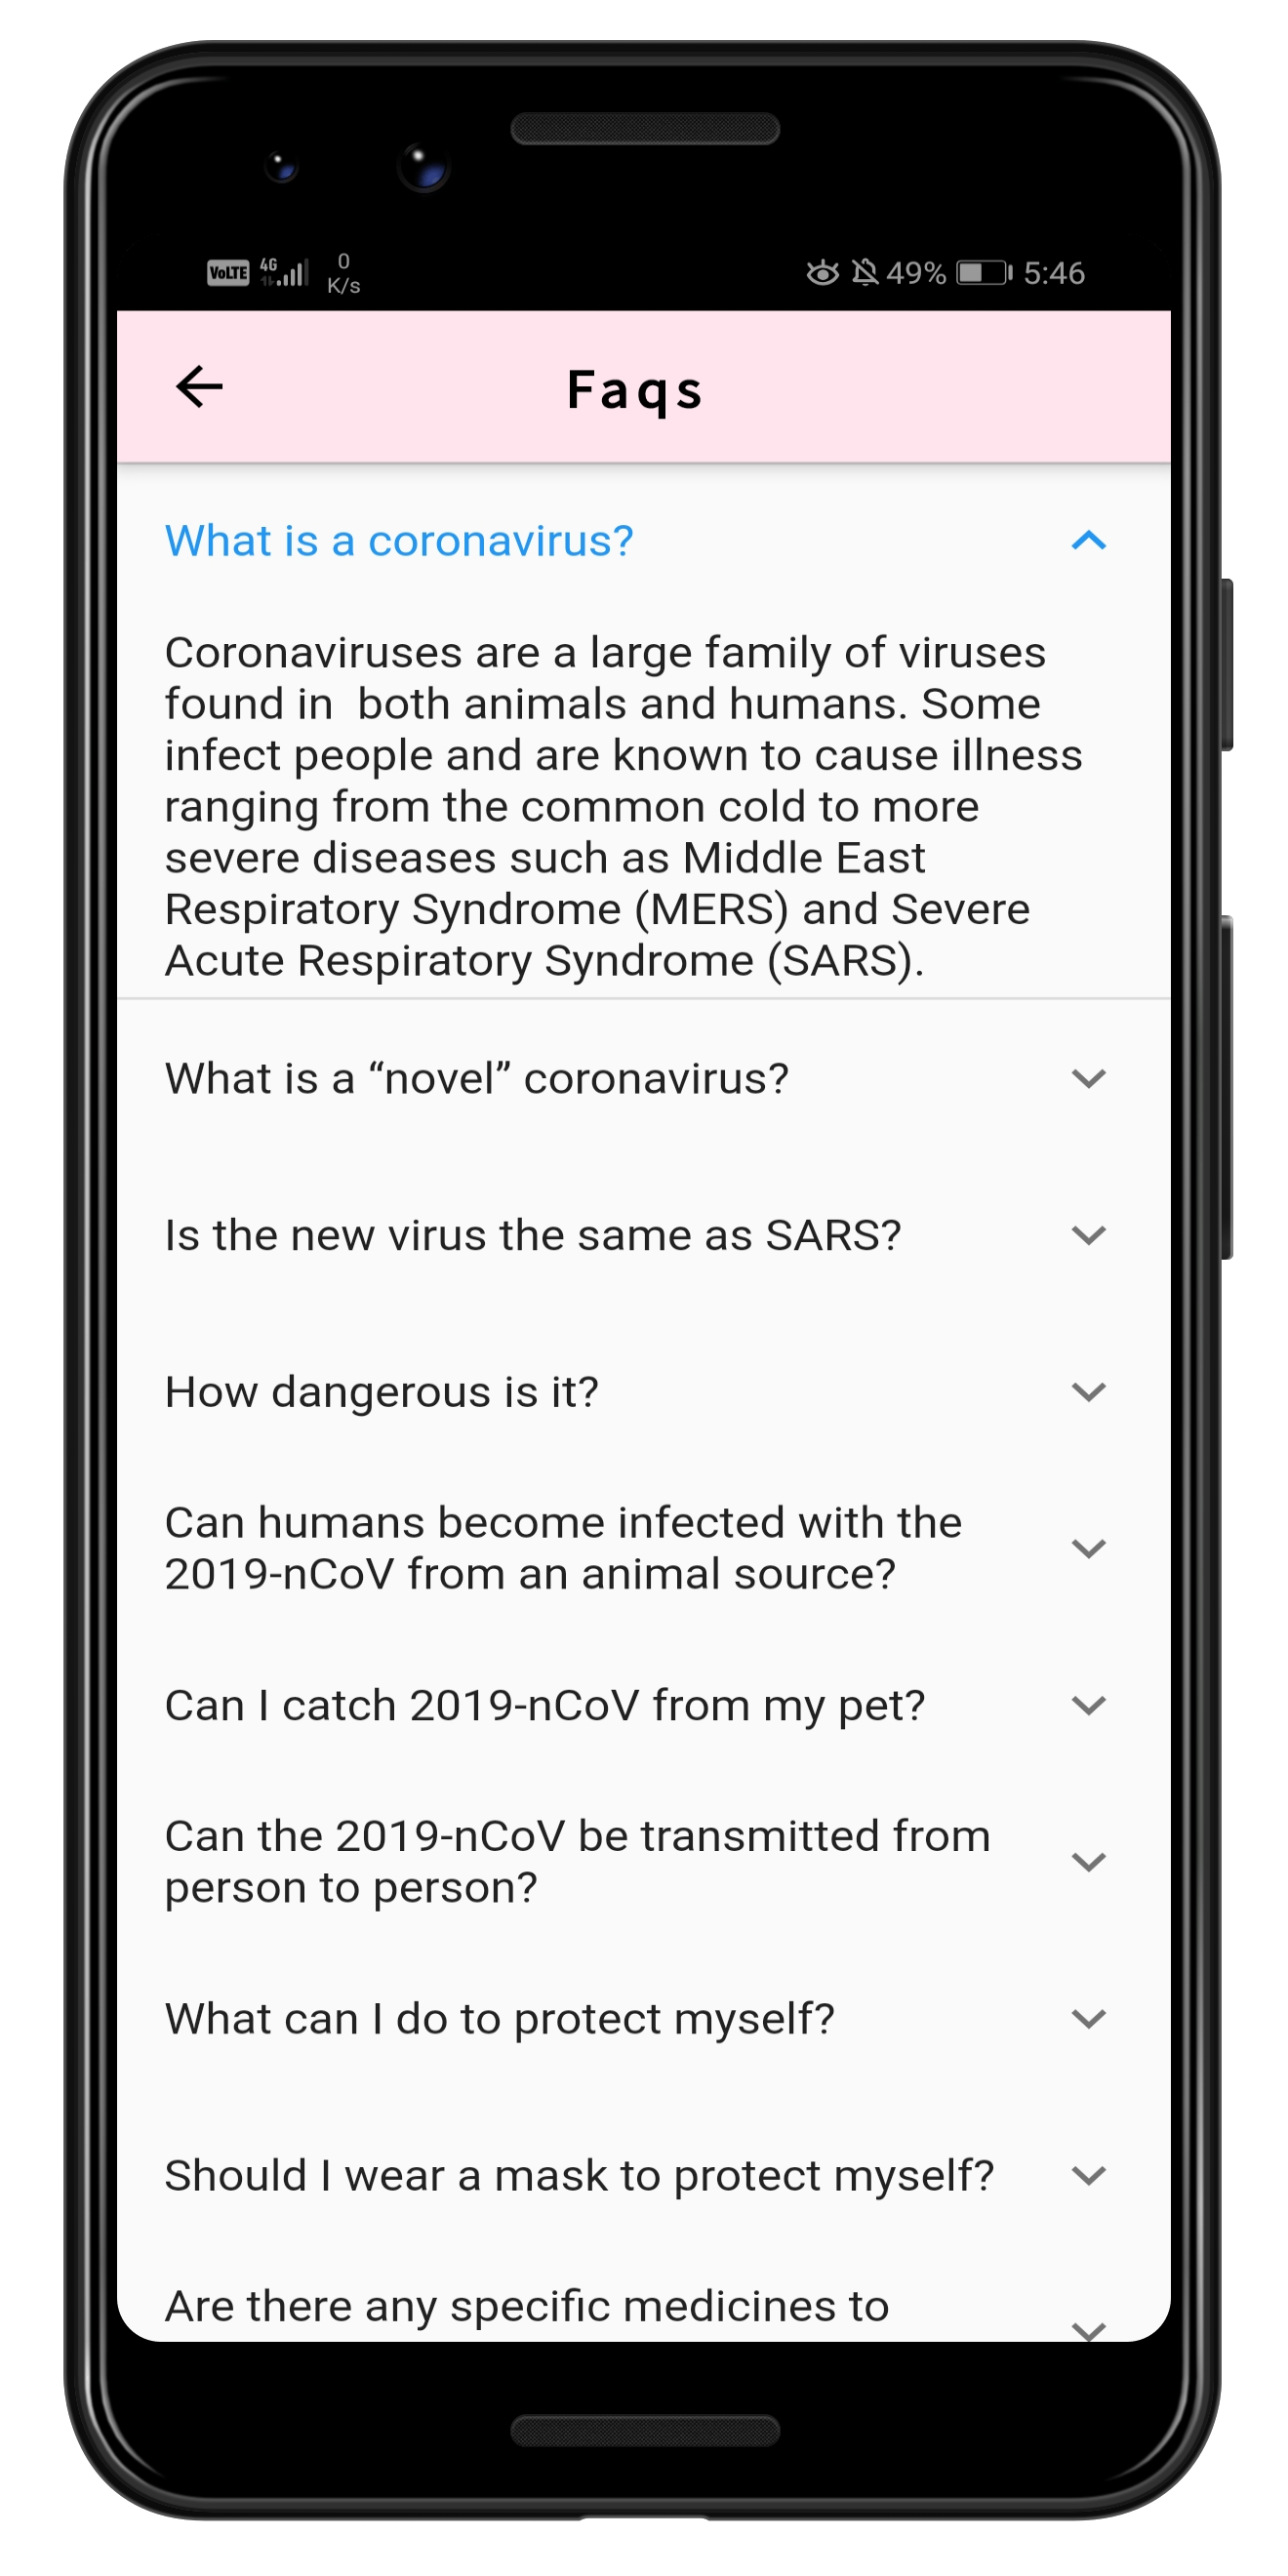 VoLTE 4G 0 K/s 49% 5:46
Faqs
What is a coronavirus?
Coronaviruses are a large family of viruses
found in  both animals and humans. Some
infect people and are known to cause illness
ranging from the common cold to more
severe diseases such as Middle East
Respiratory Syndrome (MERS) and Severe
Acute Respiratory Syndrome (SARS).
What is a “novel” coronavirus?
Is the new virus the same as SARS?
How dangerous is it?
Can humans become infected with the
2019-nCoV from an animal source?
Can I catch 2019-nCoV from my pet?
Can the 2019-nCoV be transmitted from
person to person?
What can I do to protect myself?
Should I wear a mask to protect myself?
Are there any specific medicines to